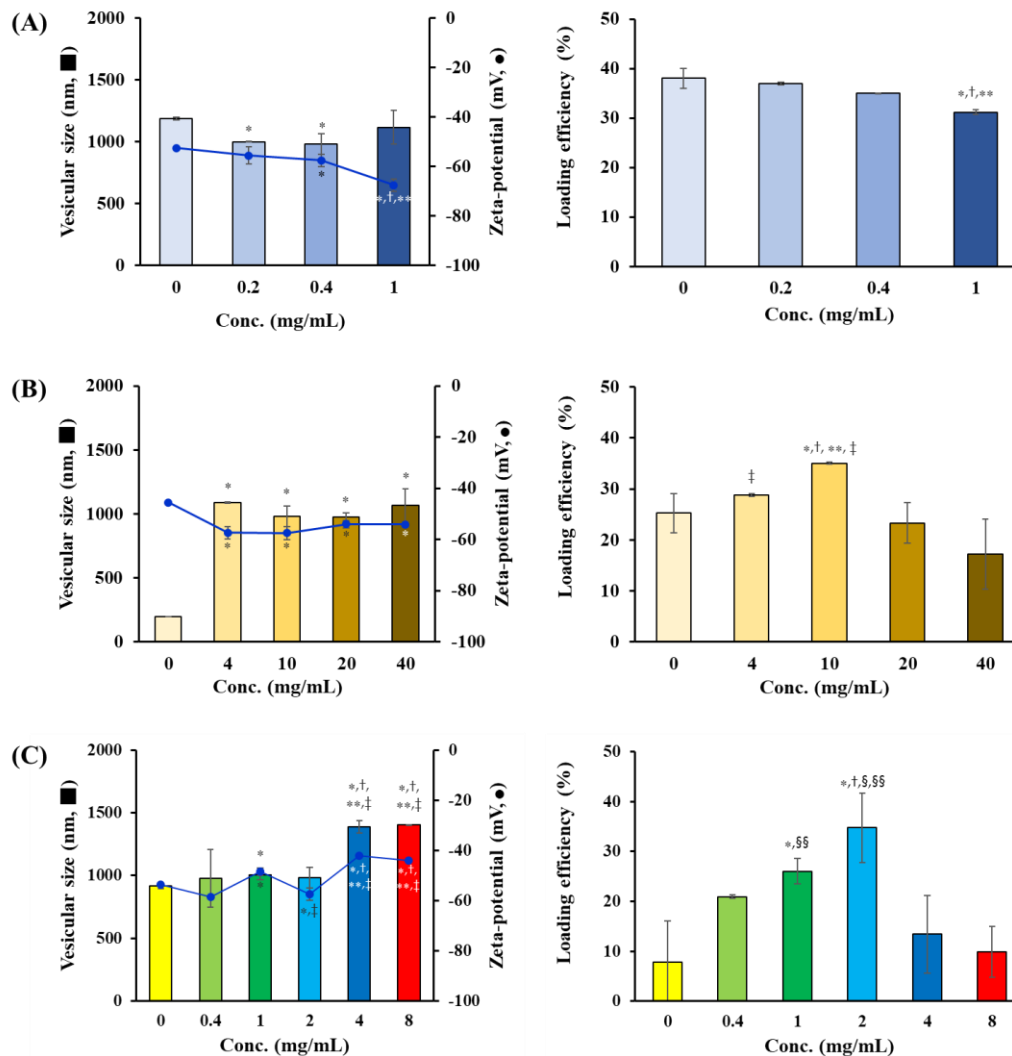 (A)
Vesicular size (nm, ■)
2000
1500
1000
500
0
0
-20
-40
-60
-80
-100
Zeta-potential (mV, ●)
*
*
*
*,†,**
0 0.2 0.4 1
Conc. (mg/mL)
Loading efficiency (%)
50
40
30
20
10
0
*,†,**
0 0.2 0.4 1
Conc. (mg/mL)
(B)
Vesicular size (nm, ■)
2000
1500
1000
500
0
0
-20
-40
-60
-80
-100
Zeta-potential (mV, ●)
* * * *
* * * *
0 4 10 20 40
Conc. (mg/mL)
Loading efficiency (%)
50
40
30
20
10
0
‡
*,†, **, ‡
0 4 10 20 40
Conc. (mg/mL)
(C)
Vesicular size (nm, ■)
2000
1500
1000
500
0
0
-20
-40
-60
-80
-100
Zeta-potential (mV, ●)
*
*
*,‡
*,†,
**,‡
*,†,
**,‡
*,†,
**,‡
*,†,
**,‡
0 0.4 1 2 4 8
Conc. (mg/mL)
Loading efficiency (%)
50
40
30
20
10
0
*,§§
*,†,§,§§
0 0.4 1 2 4 8
Conc. (mg/mL)